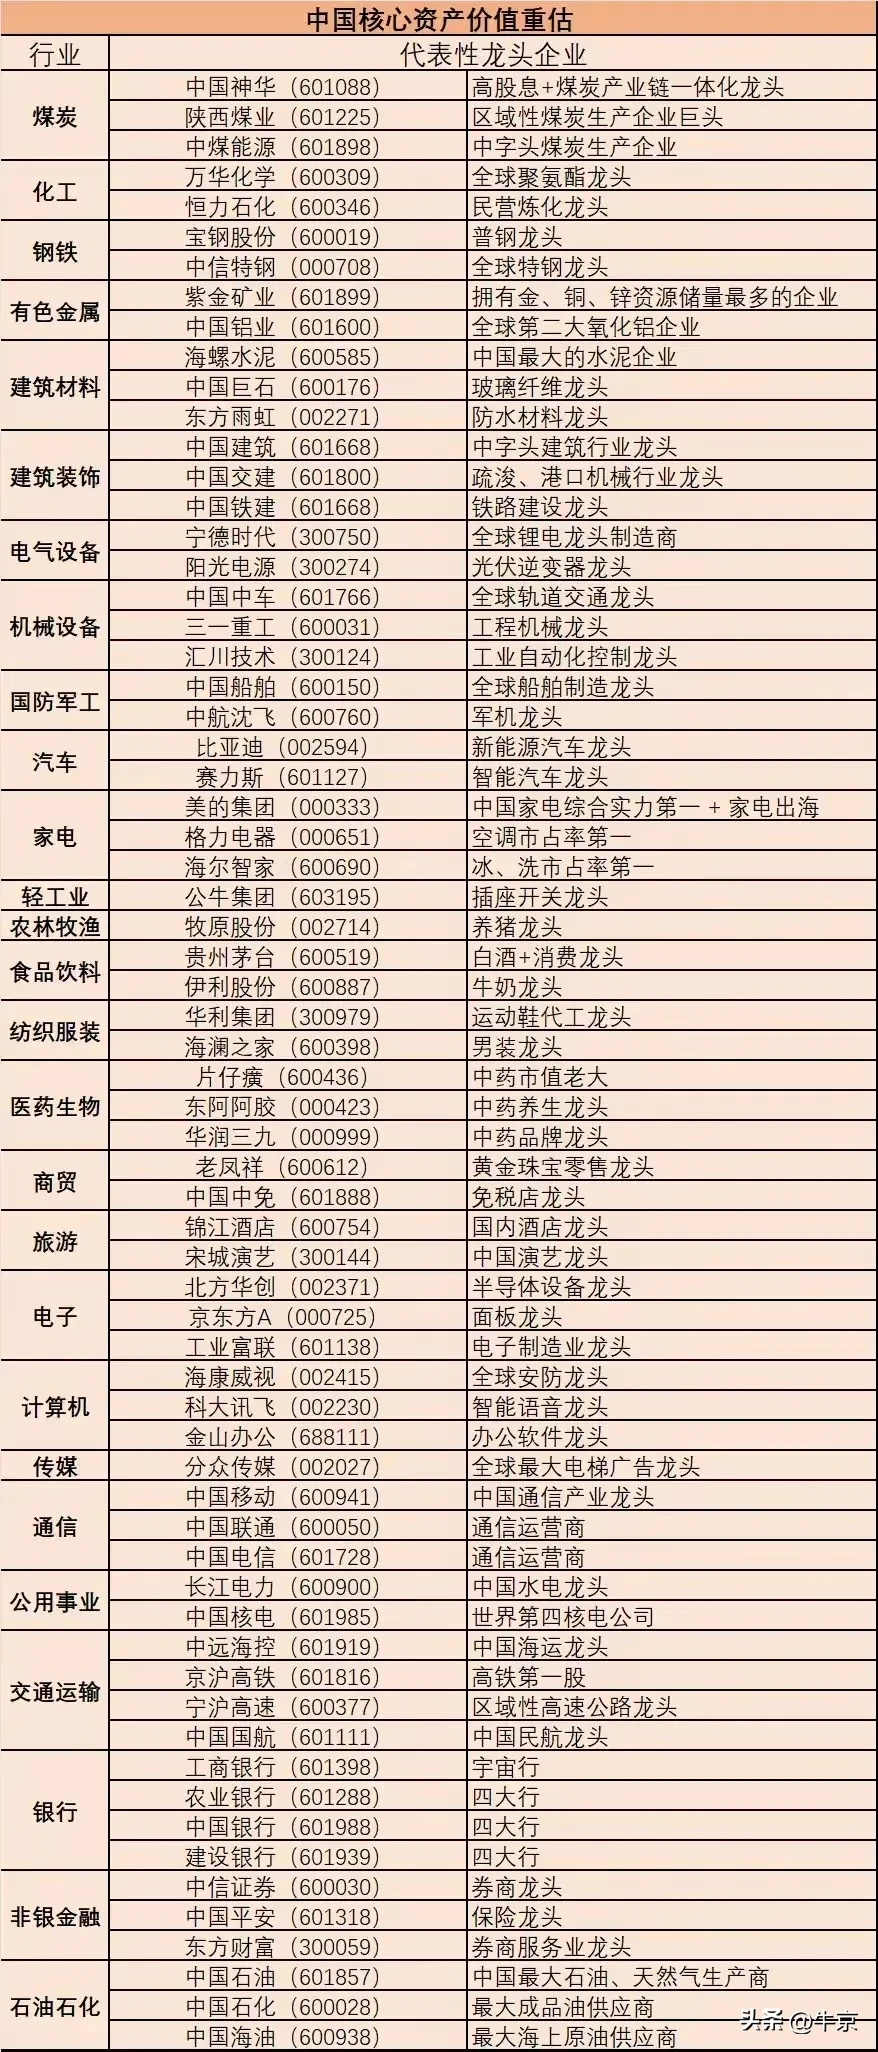 中国核心资产价值重估
行业 代表性龙头企业
煤炭 中国神华（601088） 高股息+煤炭产业链一体化龙头
陕西煤业（601225） 区域性煤炭生产企业巨头
中煤能源（601898） 中字头煤炭生产企业
化工 万华化学（600309） 全球聚氨酯龙头
恒力石化（600346） 民营炼化龙头
钢铁 宝钢股份（600019） 普钢龙头
中信特钢（000708） 全球特钢龙头
有色金属 紫金矿业（601899） 拥有金、铜、锌资源储量最多的企业
中国铝业（601600） 全球第二大氧化铝企业
建筑材料 海螺水泥（600585） 中国最大的水泥企业
中国巨石（600176） 玻璃纤维龙头
东方雨虹（002271） 防水材料龙头
建筑装饰 中国建筑（601668） 中字头建筑行业龙头
中国交建（601800） 疏浚、港口机械行业龙头
中国铁建（601668） 铁路建设龙头
电气设备 宁德时代（300750） 全球锂电龙头制造商
阳光电源（300274） 光伏逆变器龙头
机械设备 中国中车（601766） 全球轨道交通龙头
三一重工（600031） 工程机械龙头
汇川技术（300124） 工业自动化控制龙头
国防军工 中国船舶（600150） 全球船舶制造龙头
中航沈飞（600760） 军机龙头
汽车 比亚迪（002594） 新能源汽车龙头
赛力斯（601127） 智能汽车龙头
家电 美的集团（000333） 中国家电综合实力第一 + 家电出海
格力电器（000651） 空调市占率第一
海尔智家（600690） 冰、洗市占率第一
轻工业 公牛集团（603195） 插座开关龙头
农林牧渔 牧原股份（002714） 养猪龙头
食品饮料 贵州茅台（600519） 白酒+消费龙头
伊利股份（600887） 牛奶龙头
纺织服装 华利集团（300979） 运动鞋代工龙头
海澜之家（600398） 男装龙头
医药生物 片仔癀（600436） 中药市值老大
东阿阿胶（000423） 中药养生龙头
华润三九（000999） 中药品牌龙头
商贸 老凤祥（600612） 黄金珠宝零售龙头
中国中免（601888） 免税店龙头
旅游 锦江酒店（600754） 国内酒店龙头
宋城演艺（300144） 中国演艺龙头
电子 北方华创（002371） 半导体设备龙头
京东方A（000725） 面板龙头
工业富联（601138） 电子制造业龙头
计算机 海康威视（002415） 全球安防龙头
科大讯飞（002230） 智能语音龙头
金山办公（688111） 办公软件龙头
传媒 分众传媒（002027） 全球最大电梯广告龙头
通信 中国移动（600941） 中国通信产业龙头
中国联通（600050） 通信运营商
中国电信（601728） 通信运营商
公用事业 长江电力（600900） 中国水电龙头
中国核电（601985） 世界第四核电公司
交通运输 中远海控（601919） 中国海运龙头
京沪高铁（601816） 高铁第一股
宁沪高速（600377） 区域性高速公路龙头
中国国航（601111） 中国民航龙头
银行 工商银行（601398） 宇宙行
农业银行（601288） 四大行
中国银行（601988） 四大行
建设银行（601939） 四大行
非银金融 中信证券（600030） 券商龙头
中国平安（601318） 保险龙头
东方财富（300059） 券商服务业龙头
石油石化 中国石油（601857） 中国最大石油、天然气生产商
中国石化（600028） 最大成品油供应商
中国海油（600938） 最大海上原油供应商
头条 @牛京